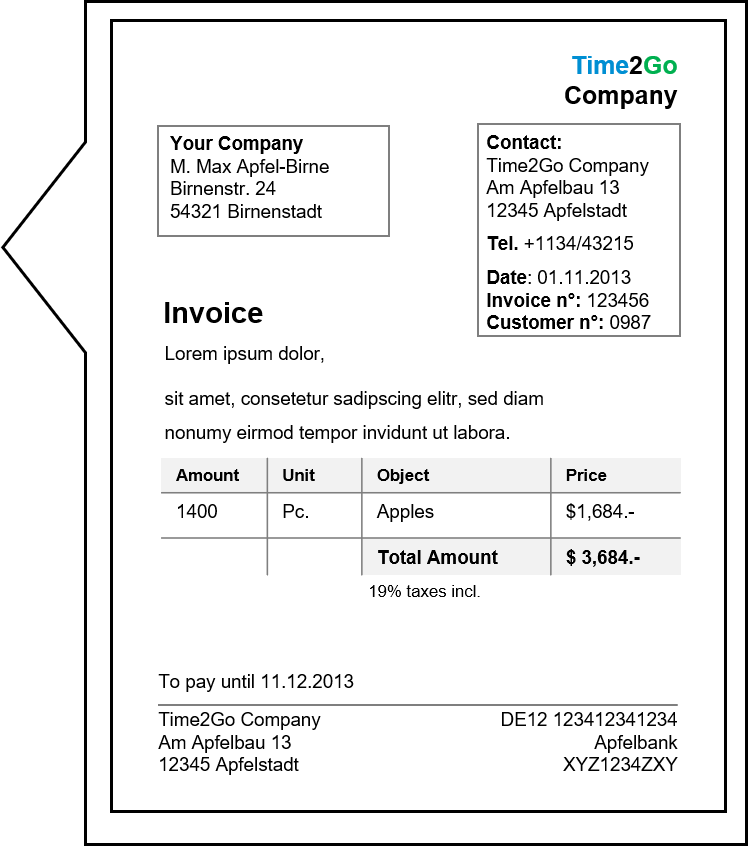 Time2Go
Company
Your Company
M. Max Apfel-Birne
Birnenstr. 24
54321 Birnenstadt
Contact:
Time2Go Company
Am Apfelbau 13
12345 Apfelstadt
Tel. +1134/43215
Date: 01.11.2013
Invoice n°: 123456
Customer n°: 0987
Invoice
Lorem ipsum dolor,
sit amet, consetetur sadipscing elitr, sed diam
nonumy eirmod tempor invidunt ut labora.
Amount Unit Object Price
1400 Pc. Apples $1,684.-
Total Amount $ 3,684.-
19% taxes incl.
To pay until 11.12.2013
Time2Go Company DE12 123412341234
Am Apfelbau 13 Apfelbank
12345 Apfelstadt XYZ1234ZXY